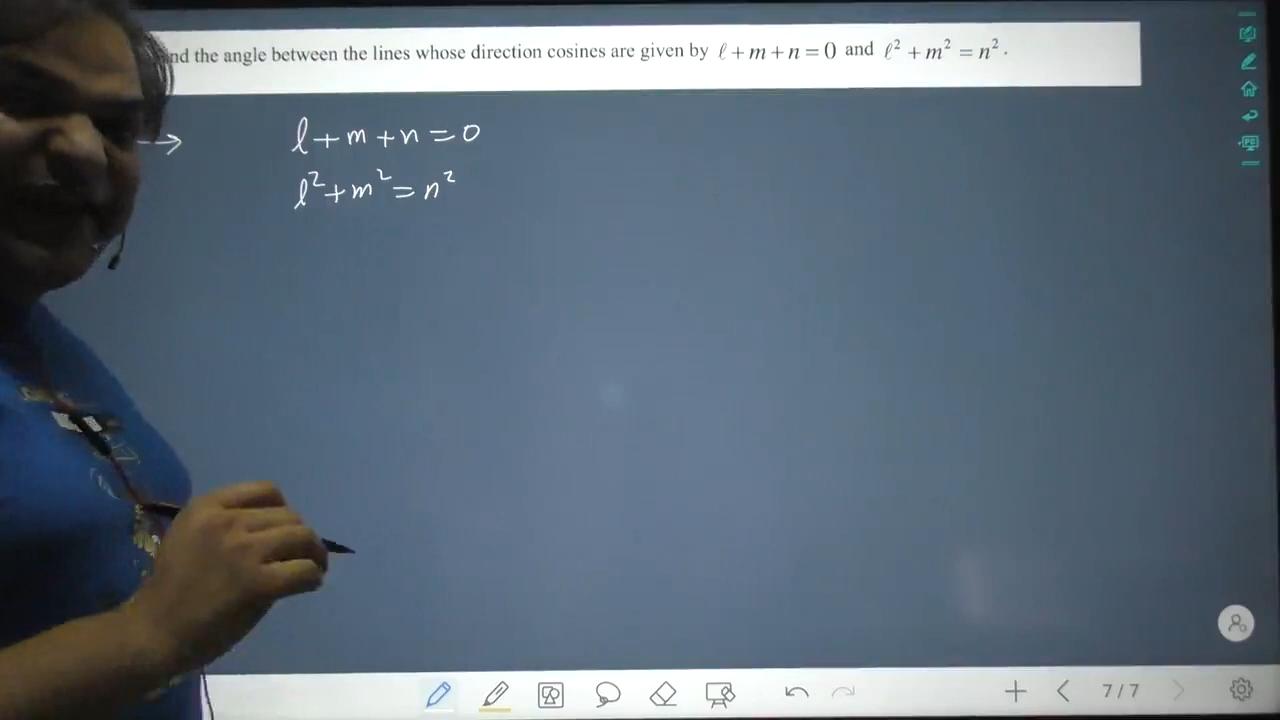 nd the angle between the lines whose direction cosines are given by ℓ + m + n = 0 and ℓ² + m² = n².
→ l + m + n = 0
l² + m² = n²
7/7